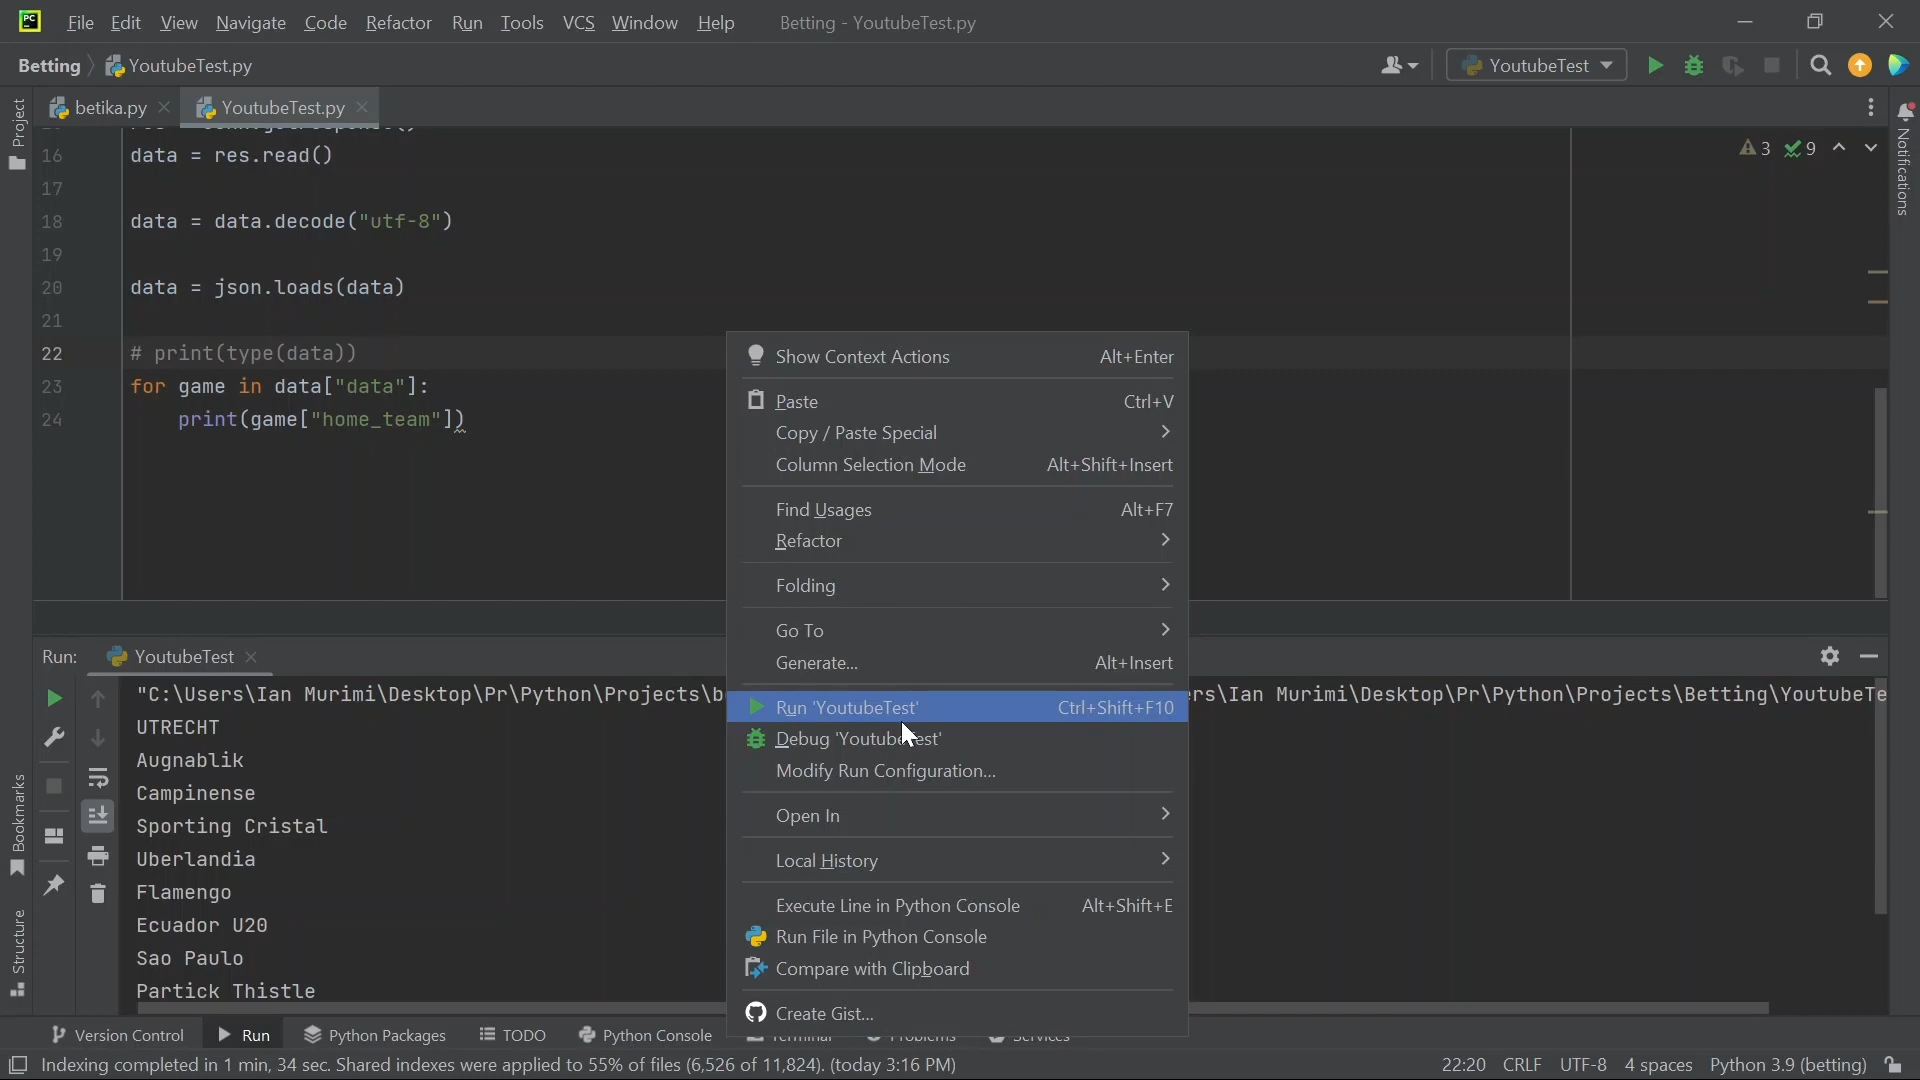 PC File Edit View Navigate Code Refactor Run Tools VCS Window Help Betting - YoutubeTest.py
Betting YoutubeTest.py YoutubeTest
Project betika.py YoutubeTest.py
Notifications
3 9
16 data = res.read()
17
18 data = data.decode("utf-8")
19
20 data = json.loads(data)
21
22 # print(type(data))
23 for game in data["data"]:
24 print(game["home_team"])
Show Context Actions Alt+Enter
Paste Ctrl+V
Copy / Paste Special
Column Selection Mode Alt+Shift+Insert
Find Usages Alt+F7
Refactor
Folding
Go To
Generate... Alt+Insert
Run 'YoutubeTest' Ctrl+Shift+F10
Debug 'YoutubeTest'
Modify Run Configuration...
Open In
Local History
Execute Line in Python Console Alt+Shift+E
Run File in Python Console
Compare with Clipboard
Create Gist...
Run: YoutubeTest
"C:\Users\Ian Murimi\Desktop\Pr\Python\Projects\b rs\Ian Murimi\Desktop\Pr\Python\Projects\Betting\YoutubeTe
UTRECHT
Augnablik
Campinense
Sporting Cristal
Uberlandia
Flamengo
Ecuador U20
Sao Paulo
Partick Thistle
Bookmarks
Structure
Version Control Run Python Packages TODO Python Console Terminal Problems Services
Indexing completed in 1 min, 34 sec. Shared indexes were applied to 55% of files (6,526 of 11,824). (today 3:16 PM) 22:20 CRLF UTF-8 4 spaces Python 3.9 (betting)